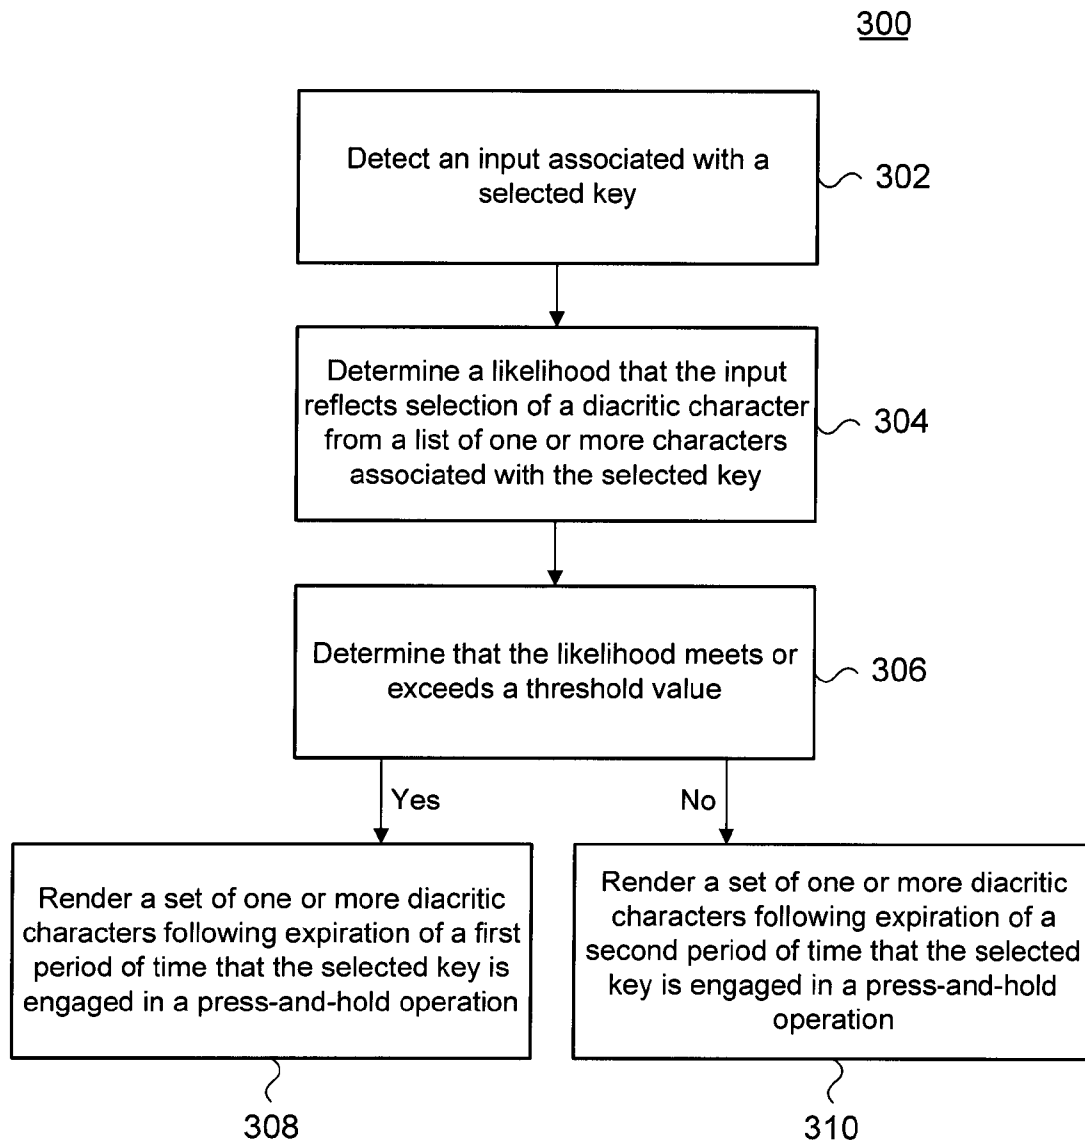 300
Detect an input associated with a
selected key
302
Determine a likelihood that the input
reflects selection of a diacritic character
from a list of one or more characters
associated with the selected key
304
Determine that the likelihood meets or
exceeds a threshold value
306
Yes
No
Render a set of one or more diacritic
characters following expiration of a first
period of time that the selected key is
engaged in a press-and-hold operation
308
Render a set of one or more diacritic
characters following expiration of a
second period of time that the selected
key is engaged in a press-and-hold
operation
310